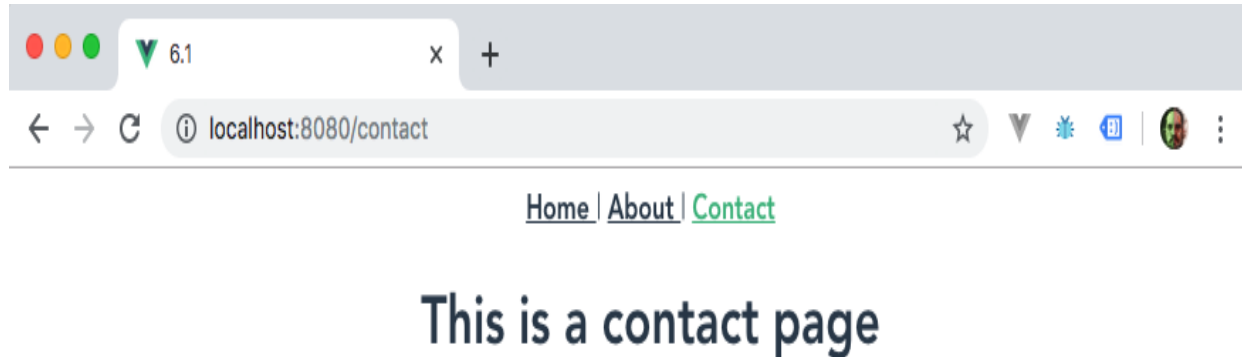 6.1
localhost:8080/contact
Home | About | Contact
This is a contact page